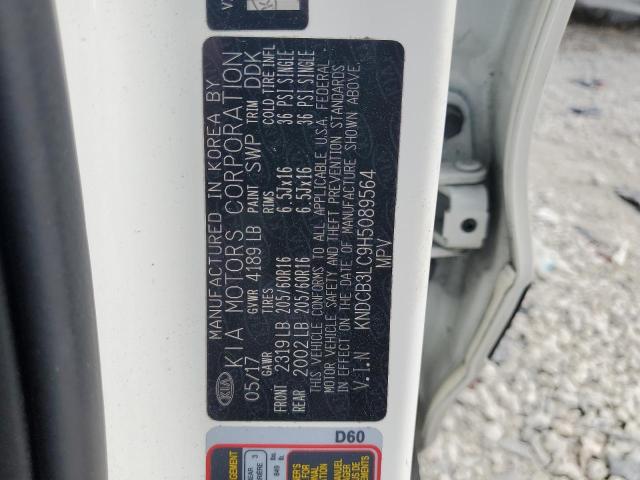 MANUFACTURED IN KOREA BY
KIA MOTORS CORPORATION
KIA
05/17 GVWR 4189 LB PAINT SWP TRIM DDK
GAWR TIRES RIMS COLD TIRE INFL
FRONT 2319 LB 205/60R16 6.5Jx16 36 PSI SINGLE
REAR 2002 LB 205/60R16 6.5Jx16 36 PSI SINGLE
THIS VEHICLE CONFORMS TO ALL APPLICABLE U.S.A. FEDERAL
MOTOR VEHICLE SAFETY AND THEFT PREVENTION STANDARDS
IN EFFECT ON THE DATE OF MANUFACTURE SHOWN ABOVE.
V.I.N KNDCB3LC9H5089564
MPV
D60